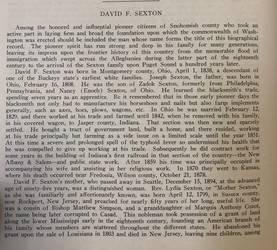 DAVID F. SEXTON
Among the honored and influential pioneer citizens of Snohomish county who took an
active part in laying firm and broad the foundation upon which the commonwealth of Wash-
ington was erected should be included the man whose name forms the title of this biographical
record. The pioneer spirit has run strong and deep in his family for many generations,
leaving its impress upon the frontier history of this country from the memorable flood of
immigration which swept across the Alleghanies during the latter part of the eighteenth
century to the arrival of the Sexton family upon Puget Sound a hundred years later.
David F. Sexton was born in Montgomery county, Ohio, April 1, 1838, a descendant of
one of the Buckeye state's earliest white families. Joseph Sexton, the father, was born in
Ohio, February 16, 1808. He was the son of Sexton, formerly from Philadelphia,
Pennsylvania, and Nancy (Enoch) Sexton, of Ohio. He learned the blacksmith's trade,
spending seven years as an apprentice. Be it remembered that in those early pioneer days the
blacksmith not only had to manufacture his horseshoes and nails but also farm implements
generally, such as axes, hoes, plows, wagons, etc. In Ohio he was married February 12,
1829, and there worked at his trade and farmed until 1842, when he removed with his family,
in his covered wagon, to Jasper county, Indiana. That section was then new and sparsely
settled. He bought a tract of government land, built a home, and there resided, working
at his trade principally but farming as a side issue on a limited scale until the year 1851.
At this time a severe and prolonged spell of the typhoid fever so undermined his health that
he was compelled to give up working at his trade. Subsequently he did contract work for
some years in the building of Indiana's first railroad in that section of the country—the New
Albany & Salem—and public state work. After 1859 his time was principally occupied in
accompanying his wife and assisting in her religious work. In 1870 they went to Kansas,
where his death occurred near Fredonia, Wilson county, October 21, 1878.
David F. Sexton's mother, who passed away in Seattle, December 15, 1894, at the advanced
age of ninety-five years, was a distinguished woman. Rev. Lydia Sexton, or "Mother Sexton,"
as she was familiarly and affectionately known, was born April 12, 1799, in Sussex county,
near Rockport, New Jersey, and preached for nearly fifty years of her long, useful life. She
was a cousin of Bishop Matthew Simpson, and a granddaughter of Marquis Anthony
the name being later corrupted to Casad. This nobleman took possession of a grant of land
along the lower Mississippi early in the eighteenth century, founding an American branch of
his family whose numbers are scattered throughout the different states. He abandoned his
grant upon the sale of Louisiana in 1803 and died in New Jersey, leaving nine children, among